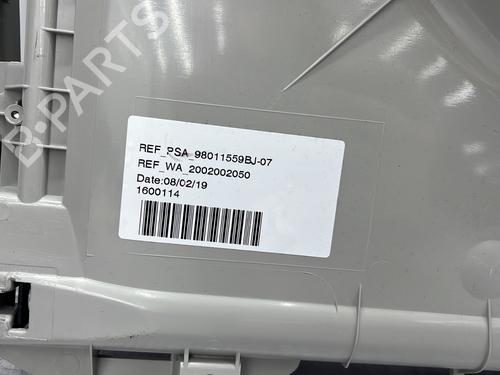 B-PARTS
REF_PSA_98011559BJ-07
REF_WA_2002002050
Date:08/02/19
1600114